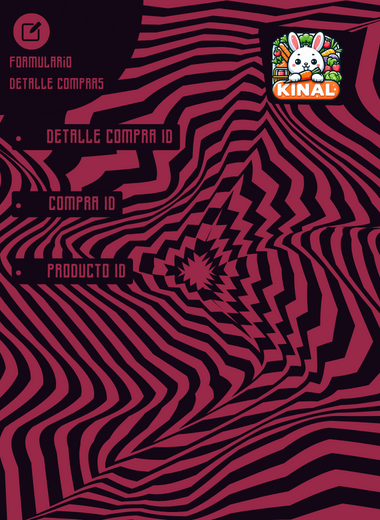 FORMULARIO
DETALLE COMPRAS
KINAL
DETALLE COMPRA ID
COMPRA ID
PRODUCTO ID